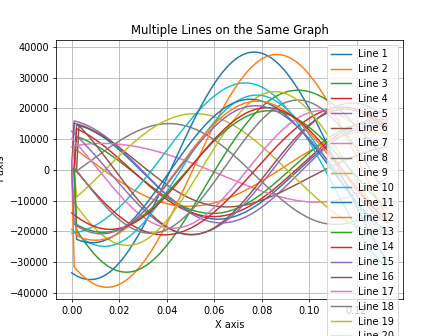 Multiple Lines on the Same Graph
40000
30000
20000
10000
0
−10000
−20000
−30000
−40000
0.00 0.02 0.04 0.06 0.08 0.10
X axis
axis
Line 1
Line 2
Line 3
Line 4
Line 5
Line 6
Line 7
Line 8
Line 9
Line 10
Line 11
Line 12
Line 13
Line 14
Line 15
Line 16
Line 17
Line 18
Line 19
Line 20